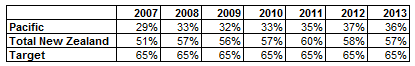 2007 2008 2009 2010 2011 2012 2013
Pacific 29% 33% 32% 33% 35% 37% 36%
Total New Zealand 51% 57% 56% 57% 60% 58% 57%
Target 65% 65% 65% 65% 65% 65% 65%